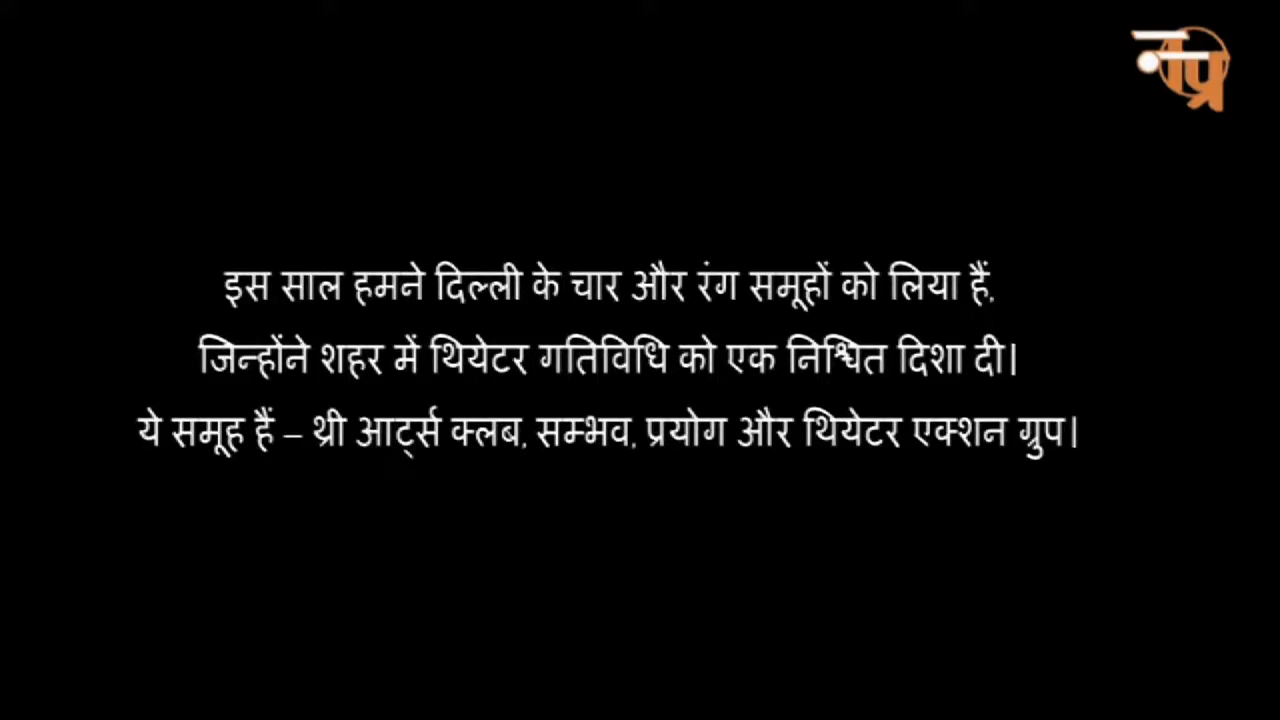 इस साल हमने दिल्ली के चार और रंग समूहों को लिया हैं,
जिन्होंने शहर में थियेटर गतिविधि को एक निश्चित दिशा दी।
ये समूह हैं – थ्री आर्ट्स क्लब, सम्भव, प्रयोग और थियेटर एक्शन ग्रुप।